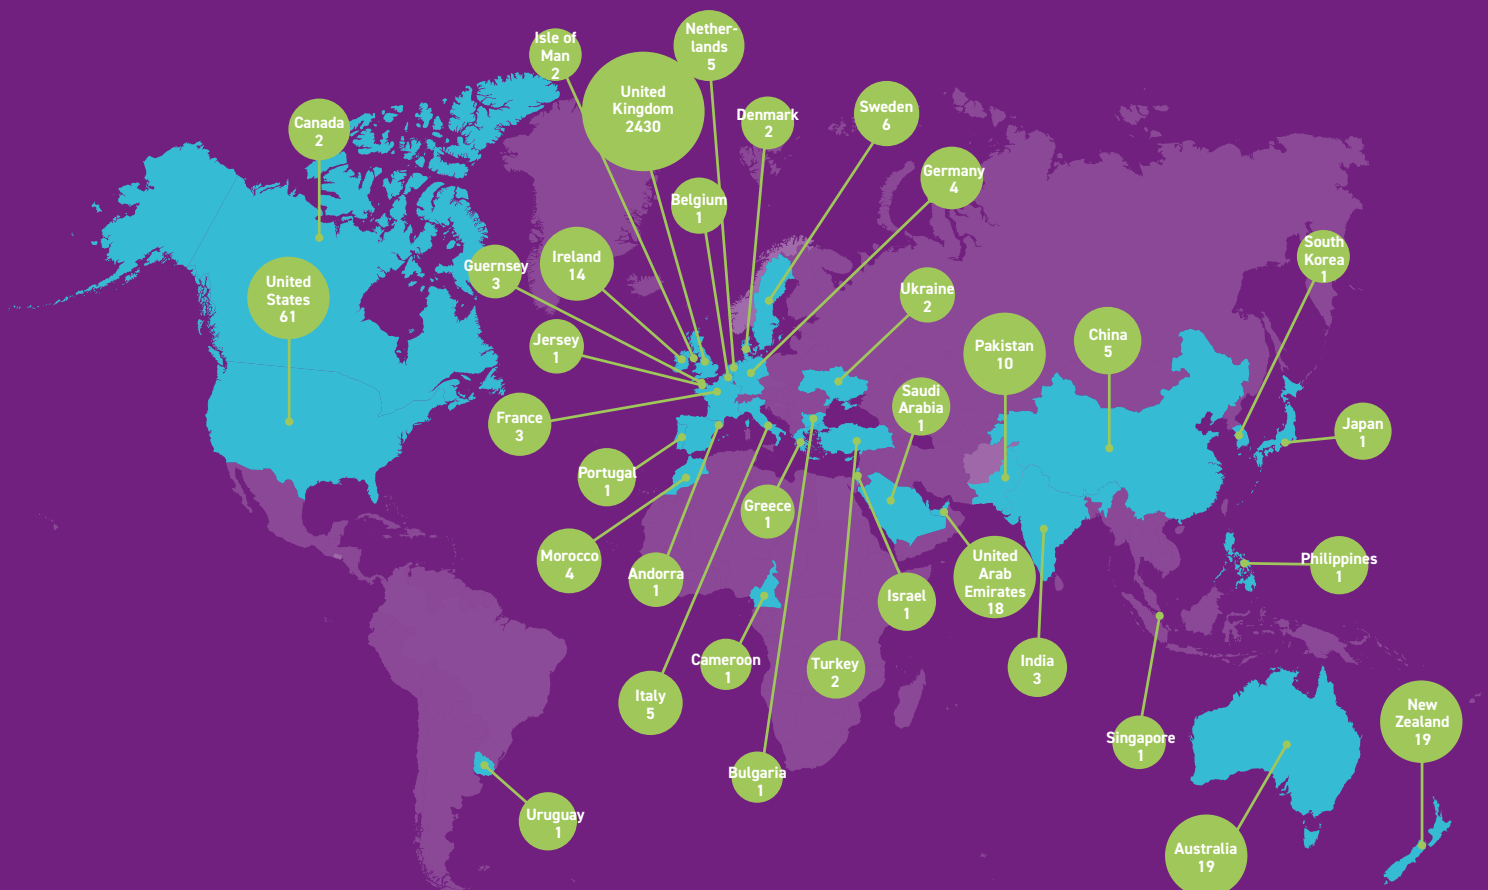 Isle of
Man
2
Nether-
lands
5
United
Kingdom
2430
Canada
2
Denmark
2
Sweden
6
Germany
4
Belgium
1
South
Korea
1
Ireland
14
Guernsey
3
United
States
61
Ukraine
2
Jersey
1
Pakistan
10
China
5
Saudi
Arabia
1
France
3
Japan
1
Portugal
1
Greece
1
Morocco
4
Andorra
1
United
Arab
Emirates
18
Philippines
1
Israel
1
Cameroon
1
Turkey
2
India
3
Italy
5
New
Zealand
19
Singapore
1
Bulgaria
1
Uruguay
1
Australia
19